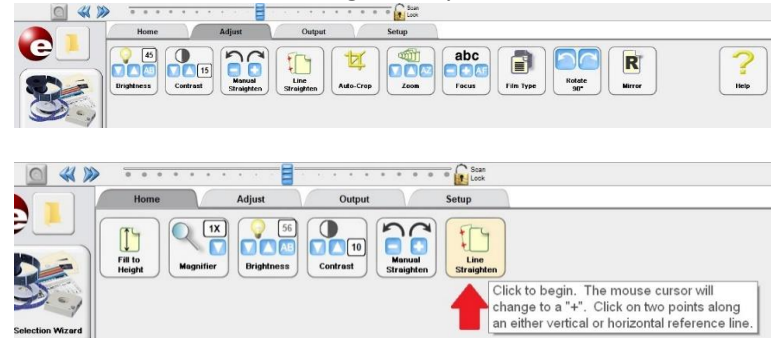 Scan
Lock
Home Adjust Output Setup
e
45
AB
15
AZ
abc
AF
R
?
Brightness Contrast Manual Straighten Line Straighten Auto-Crop Zoom Focus Film Type Rotate 90° Mirror Help
Scan
Lock
Home Adjust Output Setup
e
1X
56
AB
10
Fill to Height Magnifier Brightness Contrast Manual Straighten Line Straighten
Click to begin. The mouse cursor will
change to a "+". Click on two points along
an either vertical or horizontal reference line.
Selection Wizard